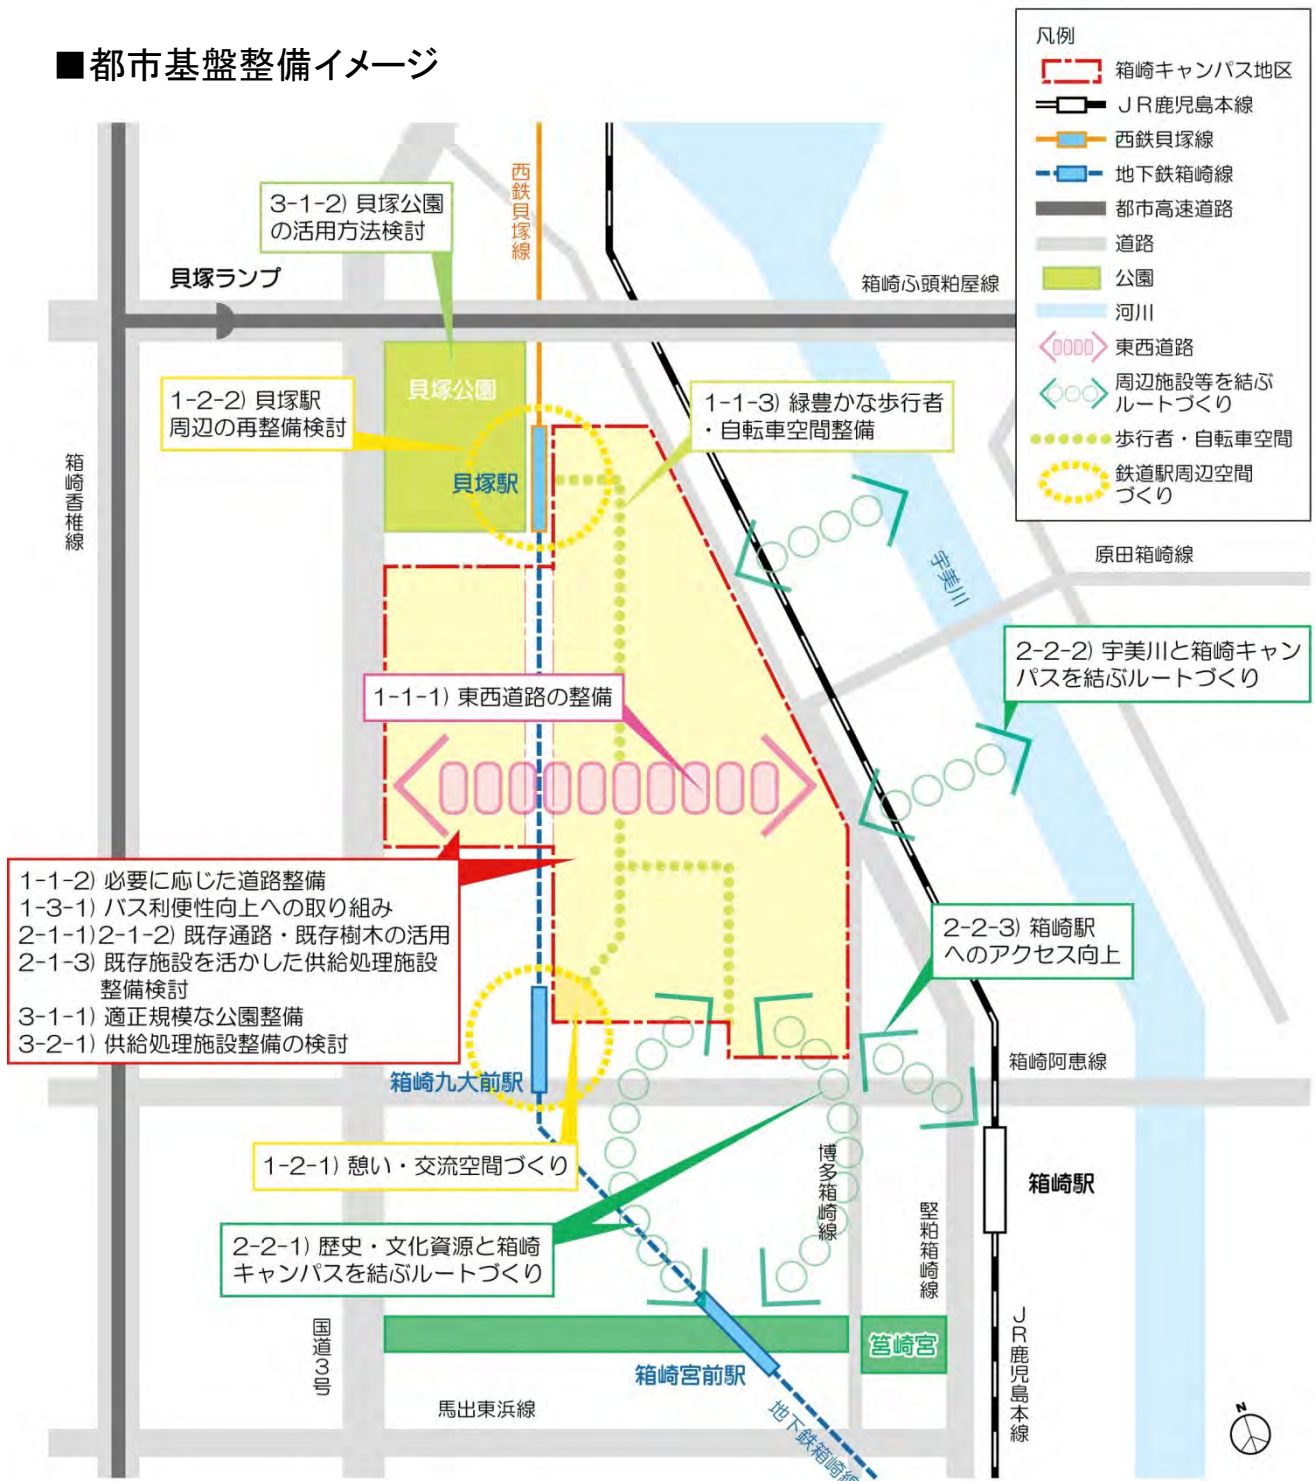 ■都市基盤整備イメージ
凡例
箱崎キャンパス地区
JR鹿児島本線
西鉄貝塚線
地下鉄箱崎線
都市高速道路
道路
公園
河川
東西道路
周辺施設等を結ぶ
ルートづくり
歩行者・自転車空間
鉄道駅周辺空間
づくり
西鉄貝塚線
3-1-2) 貝塚公園
の活用方法検討
貝塚ランプ
箱崎ふ頭粕屋線
貝塚公園
1-2-2) 貝塚駅
周辺の再整備検討
1-1-3) 緑豊かな歩行者
・自転車空間整備
箱崎香椎線
貝塚駅
宇美川
原田箱崎線
2-2-2) 宇美川と箱崎キャン
パスを結ぶルートづくり
1-1-1) 東西道路の整備
1-1-2) 必要に応じた道路整備
1-3-1) バス利便性向上への取り組み
2-1-1)2-1-2) 既存通路・既存樹木の活用
2-1-3) 既存施設を活かした供給処理施設
整備検討
3-1-1) 適正規模な公園整備
3-2-1) 供給処理施設整備の検討
2-2-3) 箱崎駅
へのアクセス向上
箱崎九大前駅
箱崎阿恵線
1-2-1) 憩い・交流空間づくり
博多箱崎線
堅粕箱崎線
箱崎駅
2-2-1) 歴史・文化資源と箱崎
キャンパスを結ぶルートづくり
国道3号
筥崎宮
JR鹿児島本線
箱崎宮前駅
馬出東浜線
地下鉄箱崎線
N